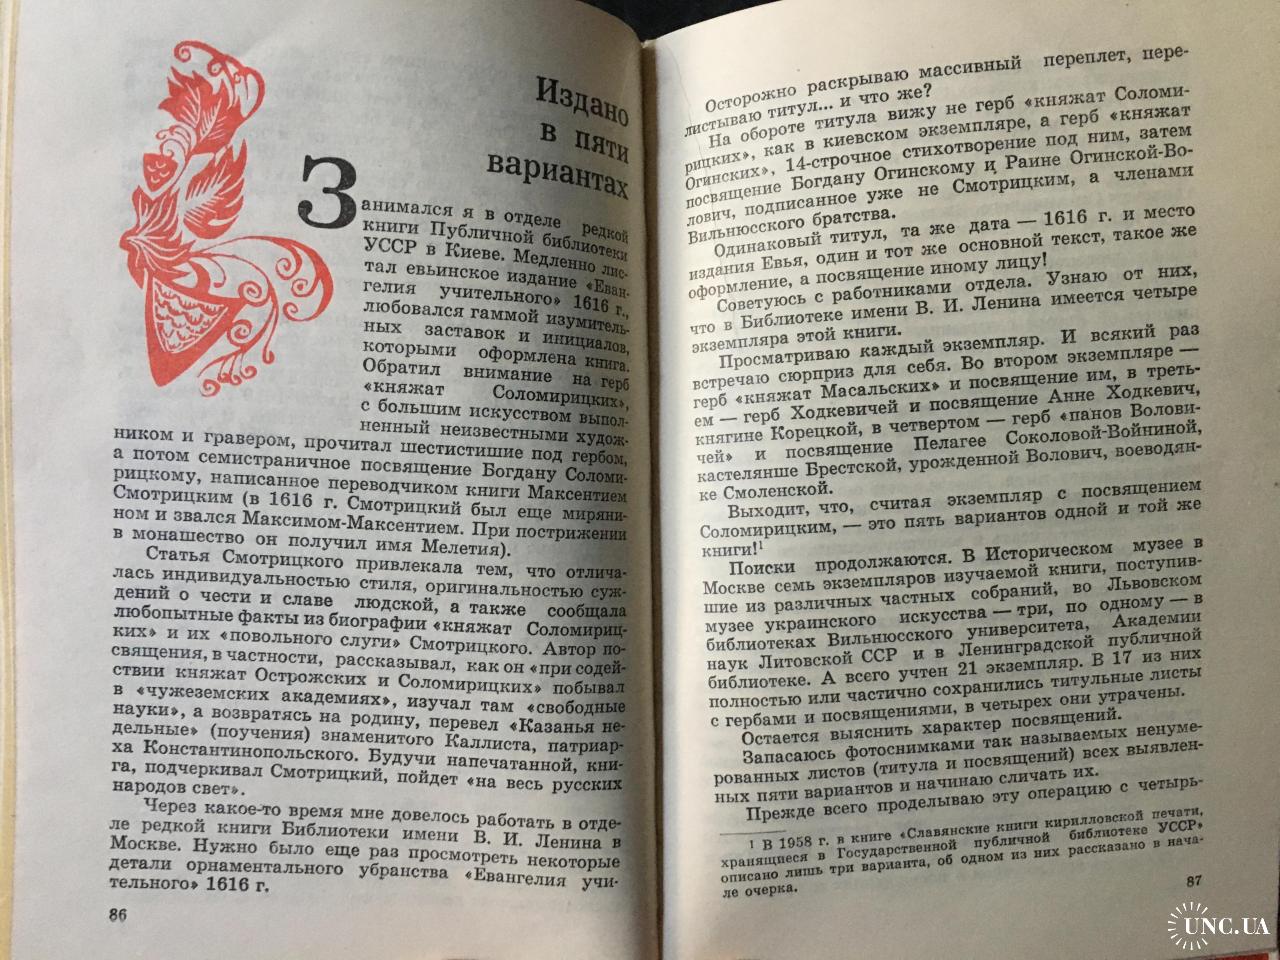 Издано
в пяти
вариантах
Занимался я в отделе редкой
книги Публичной библиотеки
УССР в Киеве. Медленно лис-
тал евьинское издание «Еван-
гелия учительного» 1616 г.,
любовался гаммой изумитель-
ных заставок и инициалов,
которыми оформлена книга.
Обратил внимание на герб
«княжат Соломирицких»,
с большим искусством выпол-
ненный неизвестными худож-
ником и гравером, прочитал шестистишие под гербом,
а потом семистраничное посвящение Богдану Соломи-
рицкому, написанное переводчиком книги Максентием
Смотрицким (в 1616 г. Смотрицкий был еще миряни-
ном и звался Максимом-Максентием. При пострижении
в монашество он получил имя Мелетия).
Статья Смотрицкого привлекала тем, что отлича-
лась индивидуальностью стиля, оригинальностью суж-
дений о чести и славе людской, а также сообщала
любопытные факты из биографии «княжат Соломириц-
ких» и их «повольного слуги» Смотрицкого. Автор по-
священия, в частности, рассказывал, как он «при содей-
ствии княжат Острожских и Соломирицких» побывал
в «чужеземских академиях», изучал там «свободные
науки», а возвратясь на родину, перевел «Казанья не-
дельные» (поучения) знаменитого Каллиста, патриар-
ха Константинопольского. Будучи напечатанной, кни-
га, подчеркивал Смотрицкий, пойдет «на весь русских
народов свет».
Через какое-то время мне довелось работать в отде-
ле редкой книги Библиотеки имени В. И. Ленина в
Москве. Нужно было еще раз просмотреть некоторые
детали орнаментального убранства «Евангелия учи-
тельного» 1616 г.
86
Осторожно раскрываю массивный переплет, пере-
листываю титул... и что же?
На обороте титула вижу не герб «княжат Соломи-
рицких», как в киевском экземпляре, а герб «княжат
Огинских», 14-строчное стихотворение под ним, затем
посвящение Богдану Огинскому и Раине Огинской-Во-
лович, подписанное уже не Смотрицким, а членами
Вильнюсского братства.
Одинаковый титул, та же дата — 1616 г. и место
издания Евья, один и тот же основной текст, такое же
оформление, а посвящение иному лицу!
Советуюсь с работниками отдела. Узнаю от них,
что в Библиотеке имени В. И. Ленина имеется четыре
экземпляра этой книги.
Просматриваю каждый экземпляр. И всякий раз
встречаю сюрприз для себя. Во втором экземпляре —
герб «княжат Масальских» и посвящение им, в треть-
ем — герб Ходкевичей и посвящение Анне Ходкевич,
княгине Корецкой, в четвертом — герб «панов Волови-
чей» и посвящение Пелагее Соколовой-Войниной,
кастелянше Брестской, урожденной Волович, воеводян-
ке Смоленской.
Выходит, что, считая экземпляр с посвящением
Соломирицким, — это пять вариантов одной и той же
книги!¹
Поиски продолжаются. В Историческом музее в
Москве семь экземпляров изучаемой книги, поступив-
шие из различных частных собраний, во Львовском
музее украинского искусства — три, по одному — в
библиотеках Вильнюсского университета, Академии
наук Литовской ССР и в Ленинградской публичной
библиотеке. А всего учтен 21 экземпляр. В 17 из них
полностью или частично сохранились титульные листы
с гербами и посвящениями, в четырех они утрачены.
Остается выяснить характер посвящений.
Запасаюсь фотоснимками так называемых ненуме-
рованных листов (титула и посвящений) всех выявлен-
ных пяти вариантов и начинаю сличать их.
Прежде всего проделываю эту операцию с четырь-
¹ В 1958 г. в книге «Славянские книги кирилловской печати,
хранящиеся в Государственной публичной библиотеке УССР»
описано лишь три варианта, об одном из них рассказано в нача-
ле очерка.
87
UNC.UA